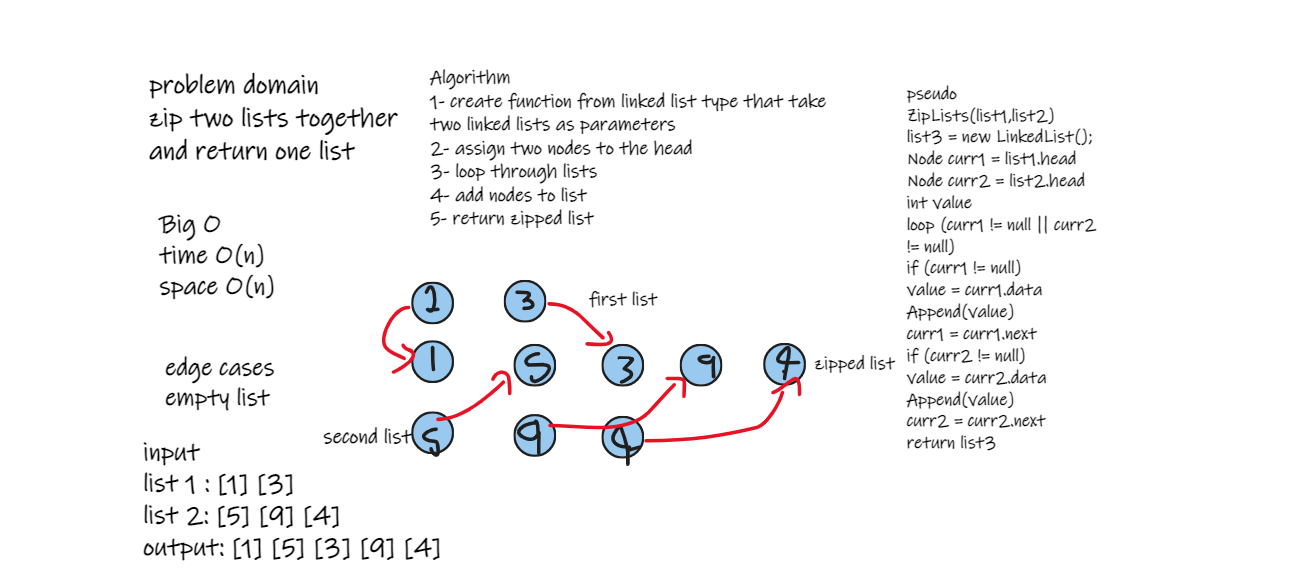 problem domain
zip two lists together
and return one list
Big O
time O(n)
space O(n)
edge cases
empty list
input
list 1 : [1] [3]
list 2: [5] [9] [4]
output: [1] [5] [3] [9] [4]
Algorithm
1- create function from linked list type that take
two linked lists as parameters
2- assign two nodes to the head
3- loop through lists
4- add nodes to list
5- return zipped list
1 3 first list
1 5 3 9 4 zipped list
second list 5 9 4
pseudo
ZipLists(list1,list2)
list3 = new LinkedList();
Node curr1 = list1.head
Node curr2 = list2.head
int value
loop (curr1 != null || curr2
!= null)
if (curr1 != null)
value = curr1.data
Append(value)
curr1 = curr1.next
if (curr2 != null)
value = curr2.data
Append(value)
curr2 = curr2.next
return list3